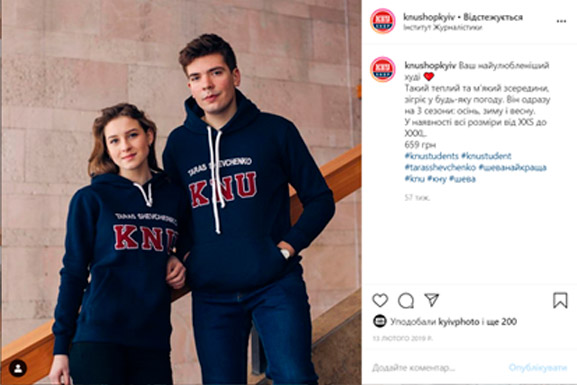 knushopkyiv • Відстежується
Інститут Журналістики
knushopkyiv Ваш найулюбленіший
худі
Такий теплий та м'який зсередини,
зігріє у будь-яку погоду. Він одразу
на 3 сезони: осінь, зиму і весну.
У наявності всі розміри від XXS до
XXXL.
659 грн
#knustudents #knustudent
#tarasshevchenko #шеванайкраща
#knu #кну #шева
57 тиж.
TARAS SHEVCHENKO
KNU
TARAS SHEVCHENKO
KNU
Уподобали kyivphoto і ще 200
13 ЛЮТОГО 2019 Р.
Додайте коментар...
Опублікувати